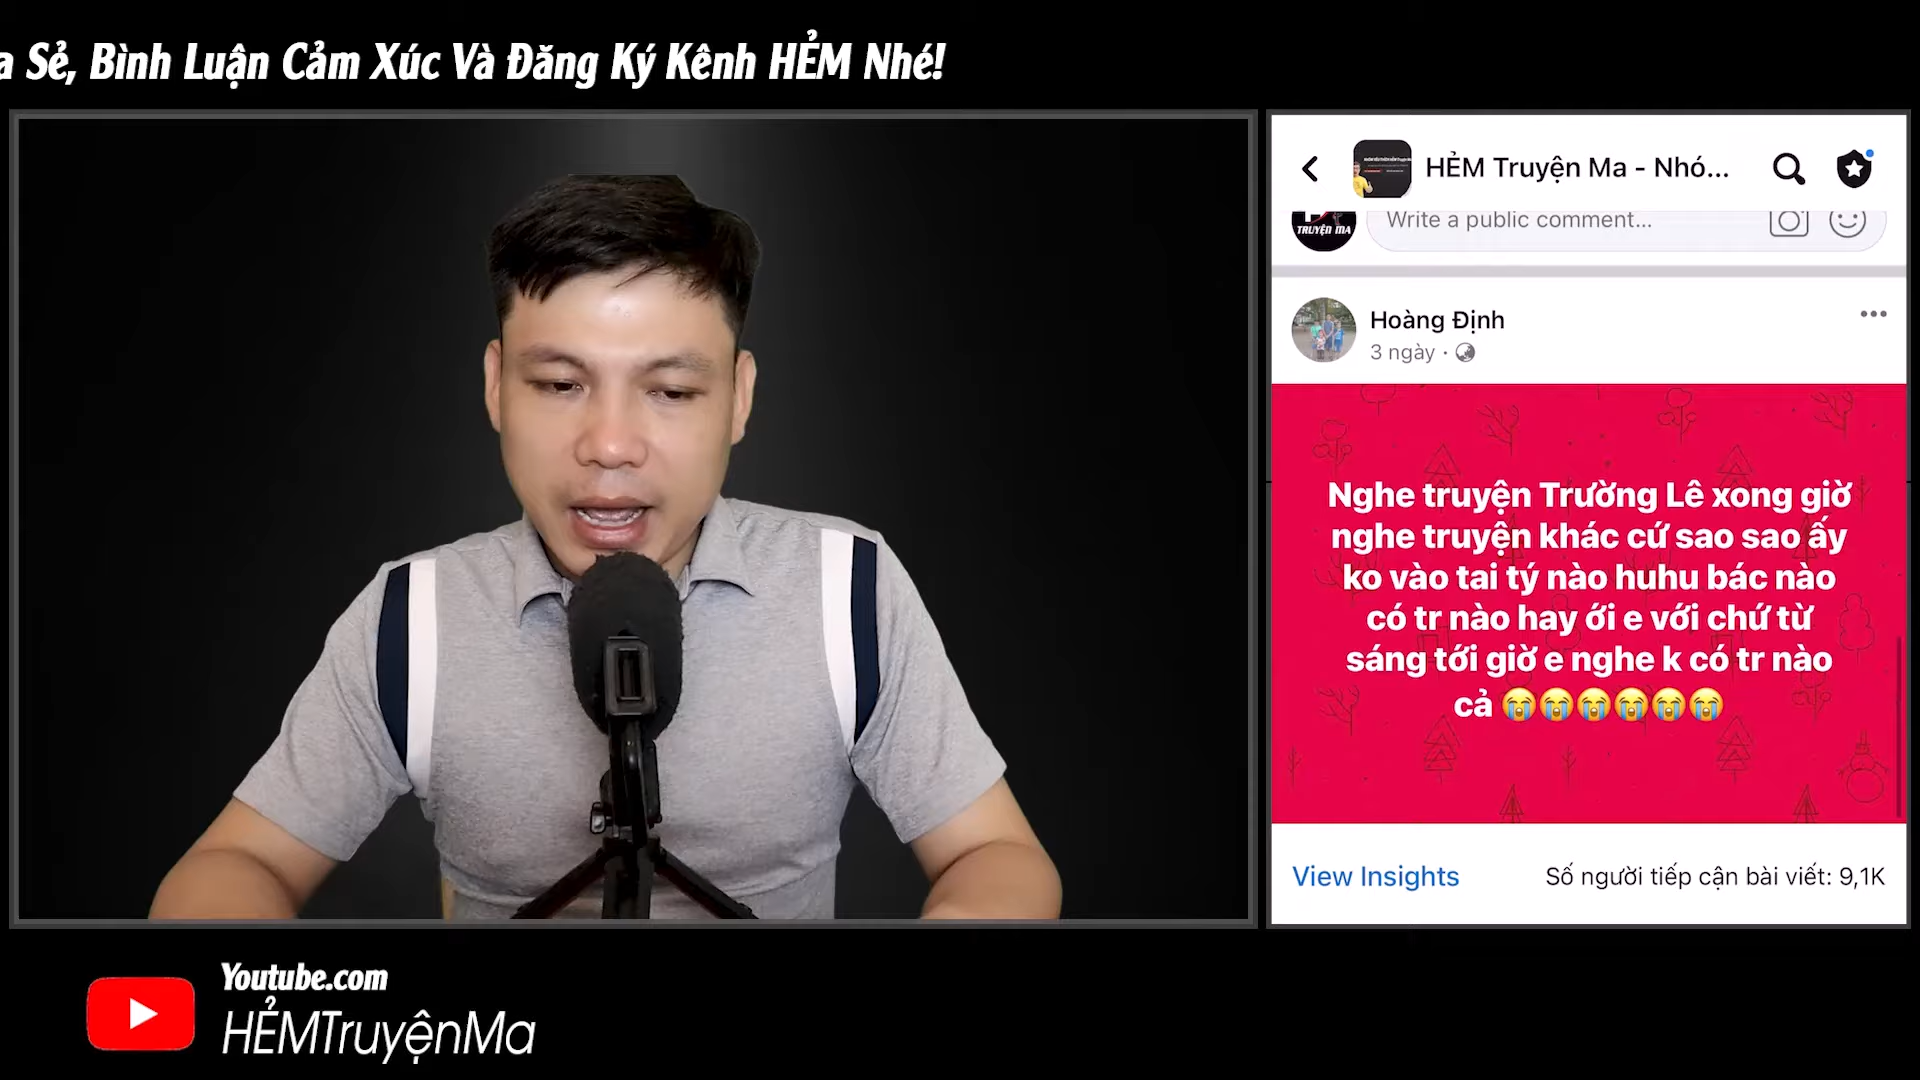 a Sẻ, Bình Luận Cảm Xúc Và Đăng Ký Kênh HẺM Nhé!
HẺM Truyện Ma - Nhó...
TRUYỆN MA
Write a public comment...
Hoàng Định
3 ngày ·
Nghe truyện Trường Lê xong giờ
nghe truyện khác cứ sao sao ấy
ko vào tai tý nào huhu bác nào
có tr nào hay ới e với chứ từ
sáng tới giờ e nghe k có tr nào
cả 😭😭😭😭😭😭
View Insights
Số người tiếp cận bài viết: 9,1K
Youtube.com
HẺMTruyệnMa